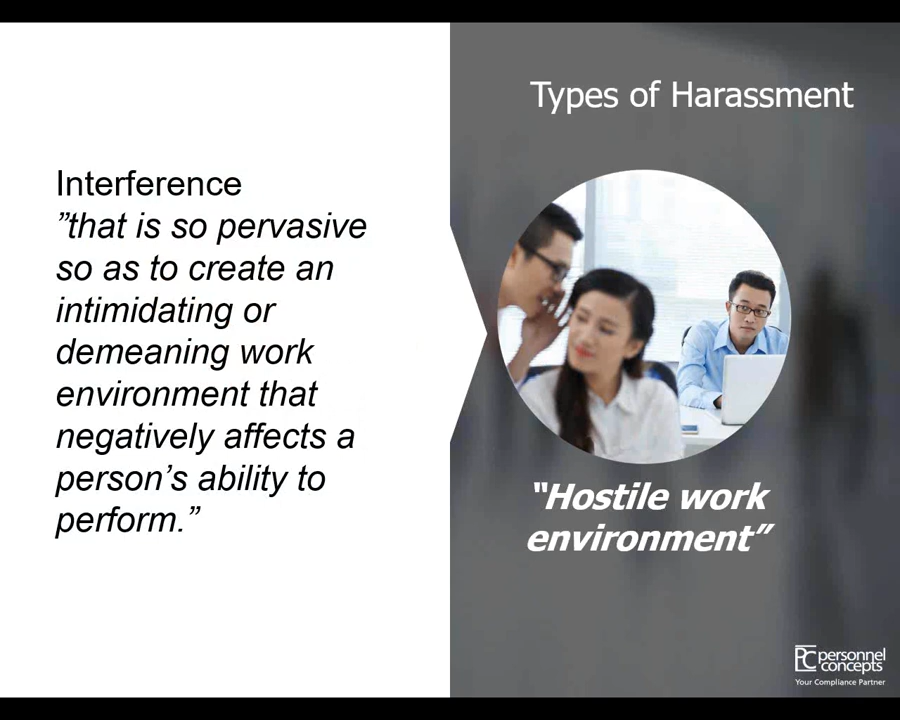 Types of Harassment
Interference
”that is so pervasive
so as to create an
intimidating or
demeaning work
environment that
negatively affects a
person’s ability to
perform.”
“Hostile work
environment”
PC personnel
concepts
Your Compliance Partner